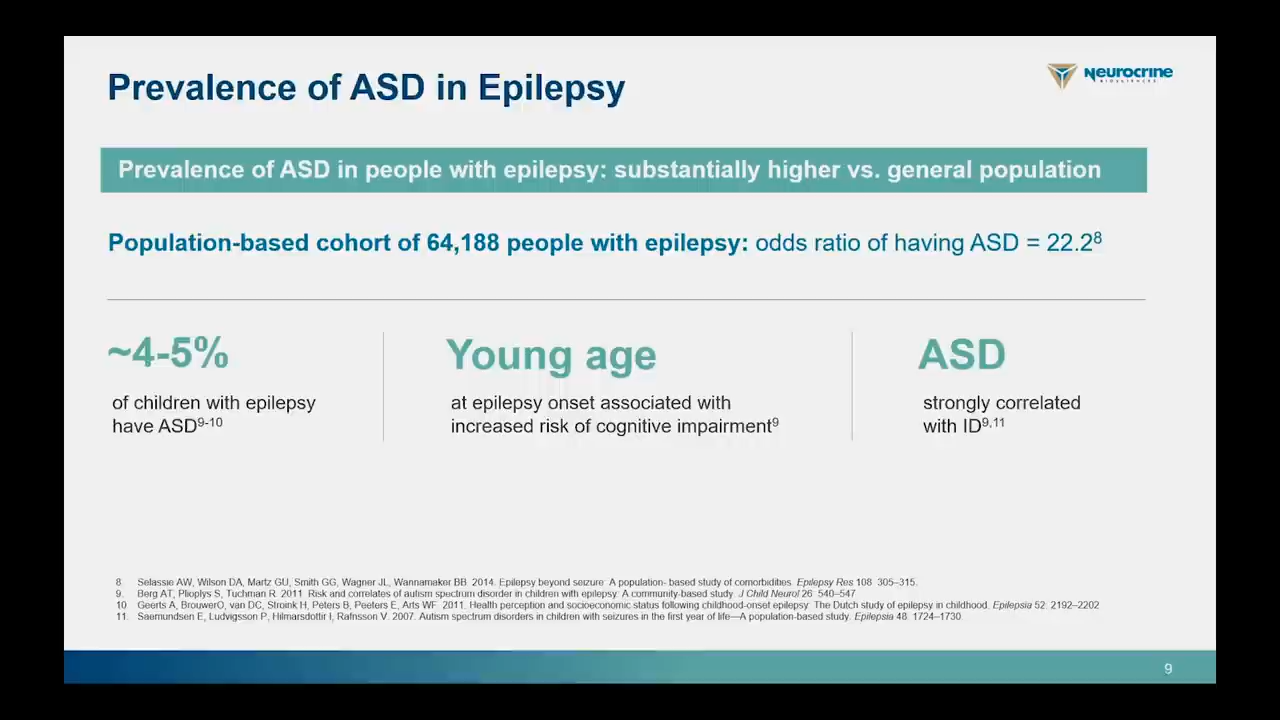 Prevalence of ASD in Epilepsy
Neurocrine
BIOSCIENCES
Prevalence of ASD in people with epilepsy: substantially higher vs. general population
Population-based cohort of 64,188 people with epilepsy: odds ratio of having ASD = 22.2⁸
~4-5%
of children with epilepsy
have ASD⁹⁻¹⁰
Young age
at epilepsy onset associated with
increased risk of cognitive impairment⁹
ASD
strongly correlated
with ID⁹,¹¹
8 Selassie AW, Wilson DA, Martz GU, Smith GG, Wagner JL, Wannamaker BB. 2014. Epilepsy beyond seizure: A population- based study of comorbidities. Epilepsy Res 108: 305–315.
9. Berg AT, Plioplys S, Tuchman R. 2011. Risk and correlates of autism spectrum disorder in children with epilepsy: A community-based study. J Child Neurol 26: 540–547
10 Geerts A, BrouwerO, van DC, Stroink H, Peters B, Peeters E, Arts WF. 2011. Health perception and socioeconomic status following childhood-onset epilepsy: The Dutch study of epilepsy in childhood. Epilepsia 52: 2192–2202
11. Saemundsen E, Ludvigsson P, Hilmarsdottir I, Rafnsson V. 2007. Autism spectrum disorders in children with seizures in the first year of life—A population-based study. Epilepsia 48: 1724–1730.
9